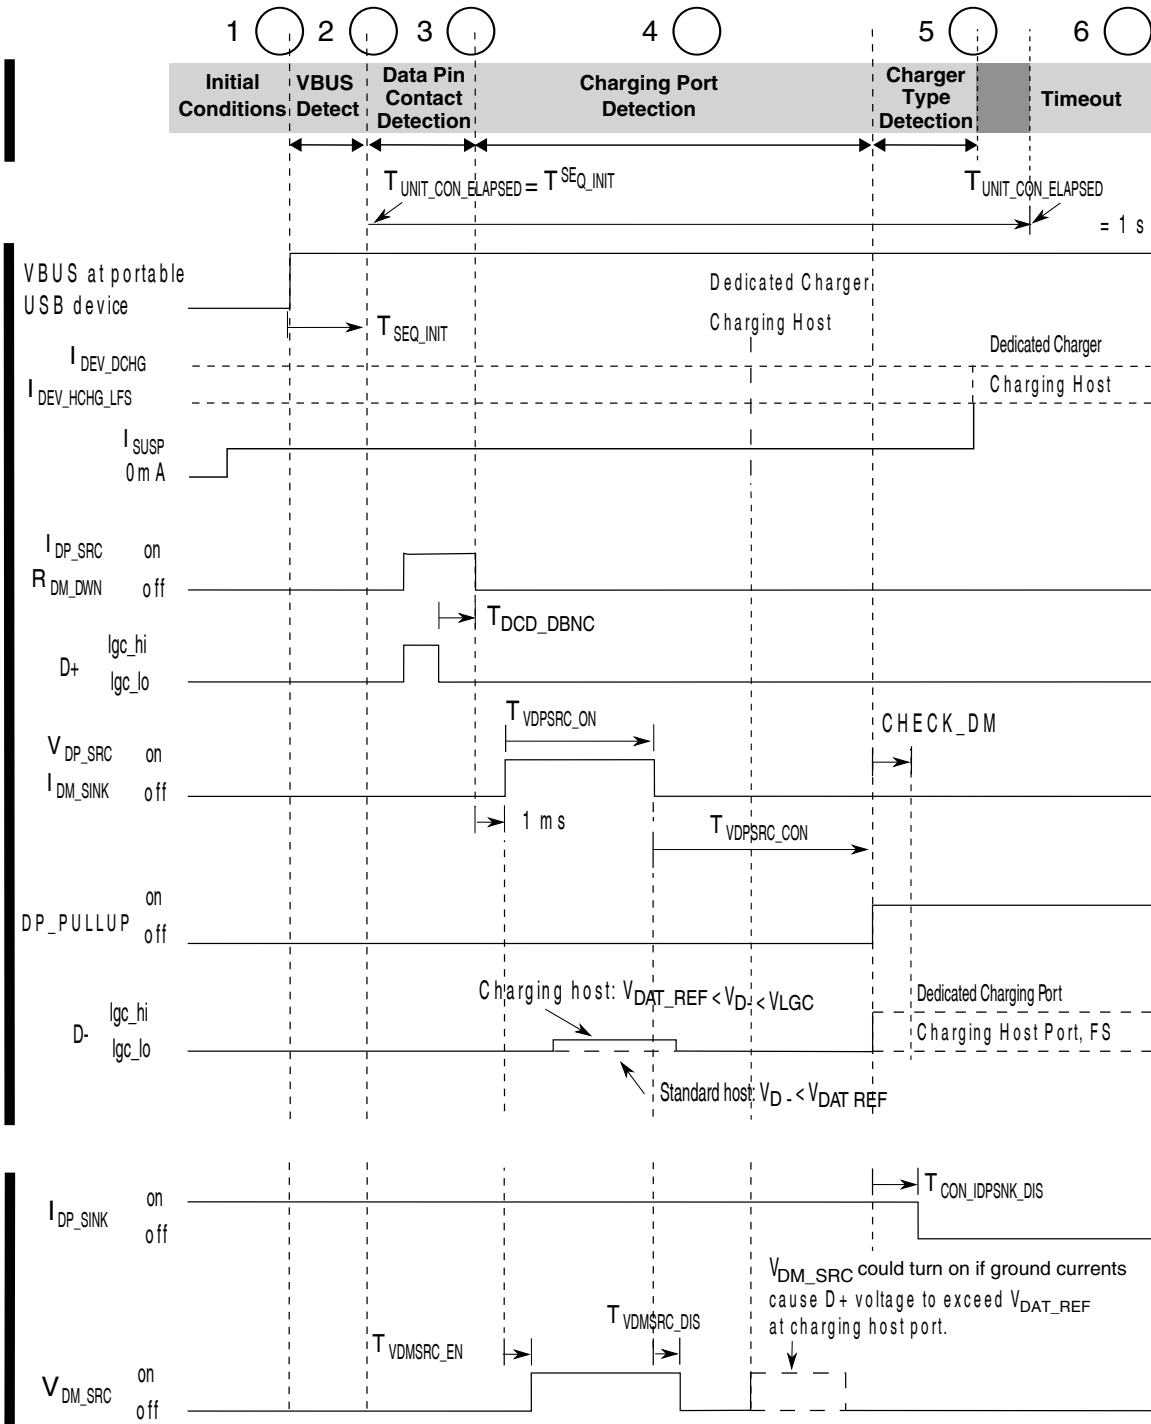 1 2 3 4 5 6
Initial Conditions
VBUS Detect
Data Pin Contact Detection
Charging Port Detection
Charger Type Detection
Timeout
TUNIT_CON_ELAPSED = TSEQ_INIT
TUNIT_CON_ELAPSED
= 1 s
VBUS at portable
USB device
TSEQ_INIT
Dedicated Charger
Charging Host
IDEV_DCHG
Dedicated Charger
IDEV_HCHG_LFS
Charging Host
ISUSP
0mA
IDP_SRC on
RDM_DWN off
TDCD_DBNC
lgc_hi
D+
lgc_lo
TVDPSRC_ON
CHECK_DM
VDP_SRC on
IDM_SINK off
1 ms
TVDPSRC_CON
on
DP_PULLUP off
Charging host: VDAT_REF < VD- < VLGC
Dedicated Charging Port
lgc_hi
D-
lgc_lo
Charging Host Port, FS
Standard host: VD - < VDAT REF
TCON_IDPSNK_DIS
on
IDP_SINK
off
VDM_SRC could turn on if ground currents
cause D+ voltage to exceed VDAT_REF
at charging host port.
TVDMSRC_DIS
TVDMSRC_EN
on
VDM_SRC
off